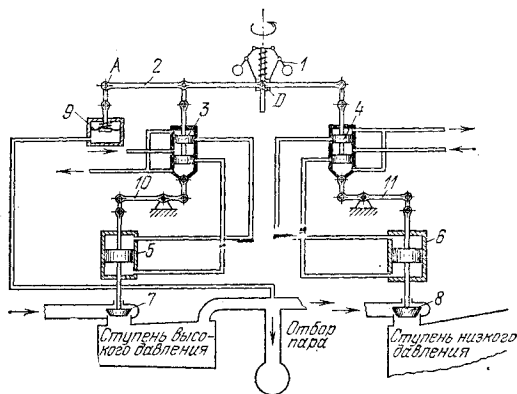 1
A
2
D
9
3
4
10
11
5
6
7
8
Ступень высо-
кого давления
Отбор
пара
Ступень низкого
давления